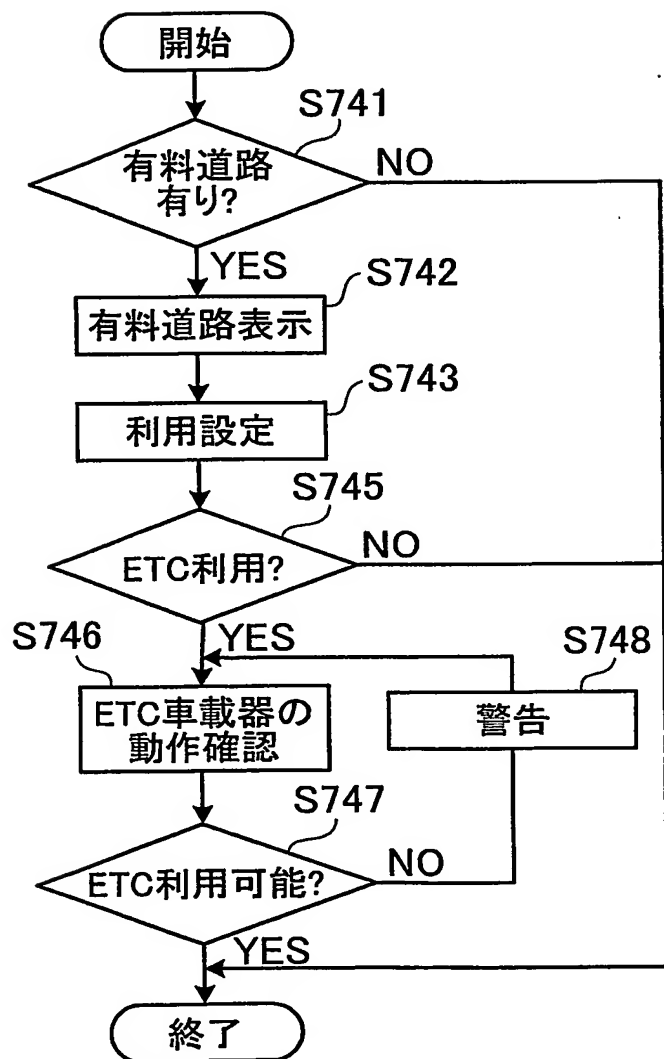 開始
S741
有料道路
有り?
NO
YES
S742
有料道路表示
S743
利用設定
S745
ETC利用?
NO
YES
S746
S748
ETC車載器の
動作確認
警告
S747
ETC利用可能?
NO
YES
終了